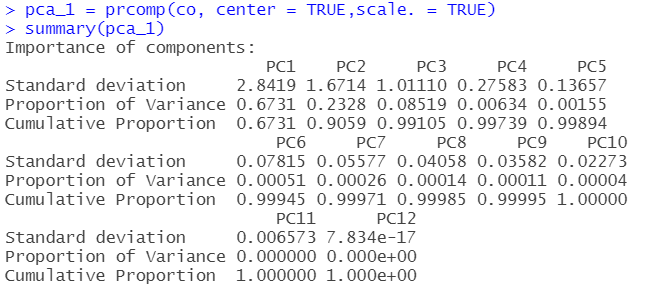 > pca_1 = prcomp(co, center = TRUE,scale. = TRUE)
> summary(pca_1)
Importance of components:
                          PC1    PC2     PC3     PC4     PC5
Standard deviation     2.8419 1.6714 1.01110 0.27583 0.13657
Proportion of Variance 0.6731 0.2328 0.08519 0.00634 0.00155
Cumulative Proportion  0.6731 0.9059 0.99105 0.99739 0.99894
                           PC6     PC7     PC8     PC9    PC10
Standard deviation     0.07815 0.05577 0.04058 0.03582 0.02273
Proportion of Variance 0.00051 0.00026 0.00014 0.00011 0.00004
Cumulative Proportion  0.99945 0.99971 0.99985 0.99995 1.00000
                           PC11      PC12
Standard deviation     0.006573 7.834e-17
Proportion of Variance 0.000000 0.000e+00
Cumulative Proportion  1.000000 1.000e+00